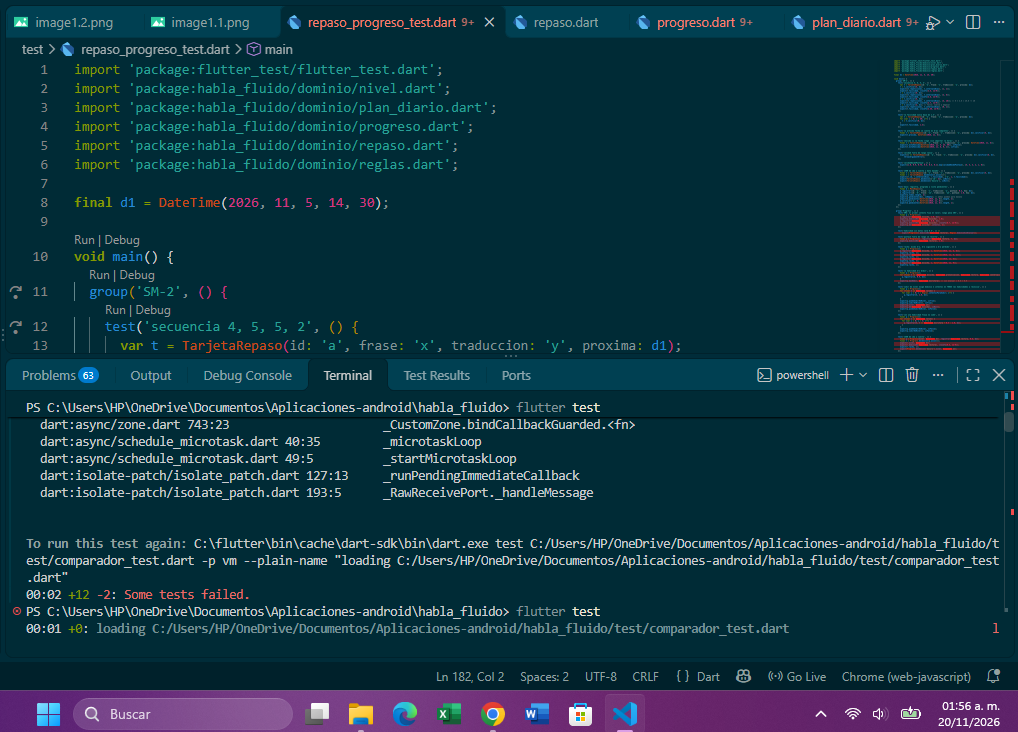 image1.2.png image1.1.png repaso_progreso_test.dart 9+ repaso.dart progreso.dart 9+ plan_diario.dart 9+
test > repaso_progreso_test.dart > main
1 import 'package:flutter_test/flutter_test.dart';
2 import 'package:habla_fluido/dominio/nivel.dart';
3 import 'package:habla_fluido/dominio/plan_diario.dart';
4 import 'package:habla_fluido/dominio/progreso.dart';
5 import 'package:habla_fluido/dominio/repaso.dart';
6 import 'package:habla_fluido/dominio/reglas.dart';
7
8 final d1 = DateTime(2026, 11, 5, 14, 30);
9
Run | Debug
10 void main() {
Run | Debug
11 group('SM-2', () {
Run | Debug
12 test('secuencia 4, 5, 5, 2', () {
13 var t = TarjetaRepaso(id: 'a', frase: 'x', traduccion: 'y', proxima: d1);
Problems 63 Output Debug Console Terminal Test Results Ports powershell
PS C:\Users\HP\OneDrive\Documentos\Aplicaciones-android\habla_fluido> flutter test
dart:async/zone.dart 743:23 _CustomZone.bindCallbackGuarded.<fn>
dart:async/schedule_microtask.dart 40:35 _microtaskLoop
dart:async/schedule_microtask.dart 49:5 _startMicrotaskLoop
dart:isolate-patch/isolate_patch.dart 127:13 _runPendingImmediateCallback
dart:isolate-patch/isolate_patch.dart 193:5 _RawReceivePort._handleMessage
To run this test again: C:\flutter\bin\cache\dart-sdk\bin\dart.exe test C:/Users/HP/OneDrive/Documentos/Aplicaciones-android/habla_fluido/t
est/comparador_test.dart -p vm --plain-name "loading C:/Users/HP/OneDrive/Documentos/Aplicaciones-android/habla_fluido/test/comparador_test
.dart"
00:02 +12 -2: Some tests failed.
PS C:\Users\HP\OneDrive\Documentos\Aplicaciones-android\habla_fluido> flutter test
00:01 +0: loading C:/Users/HP/OneDrive/Documentos/Aplicaciones-android/habla_fluido/test/comparador_test.dart l
Ln 182, Col 2 Spaces: 2 UTF-8 CRLF { } Dart Go Live Chrome (web-javascript)
Buscar
01:56 a. m.
20/11/2026